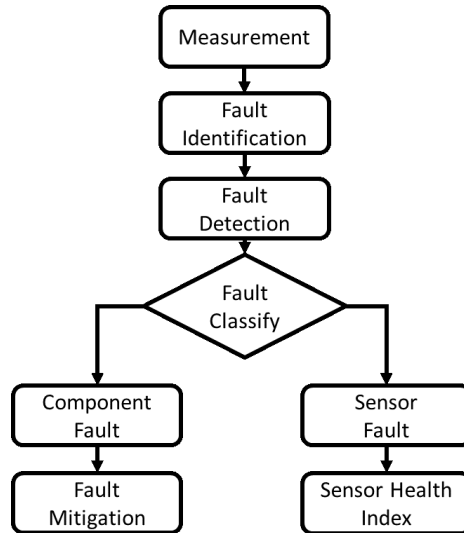 Measurement
Fault
Identification
Fault
Detection
Fault
Classify
Component
Fault
Sensor
Fault
Fault
Mitigation
Sensor Health
Index